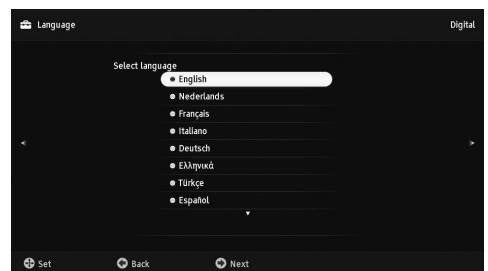 Language
Digital
Select language
English
Nederlands
Français
Italiano
Deutsch
Ελληνικά
Türkçe
Español
Set
Back
Next